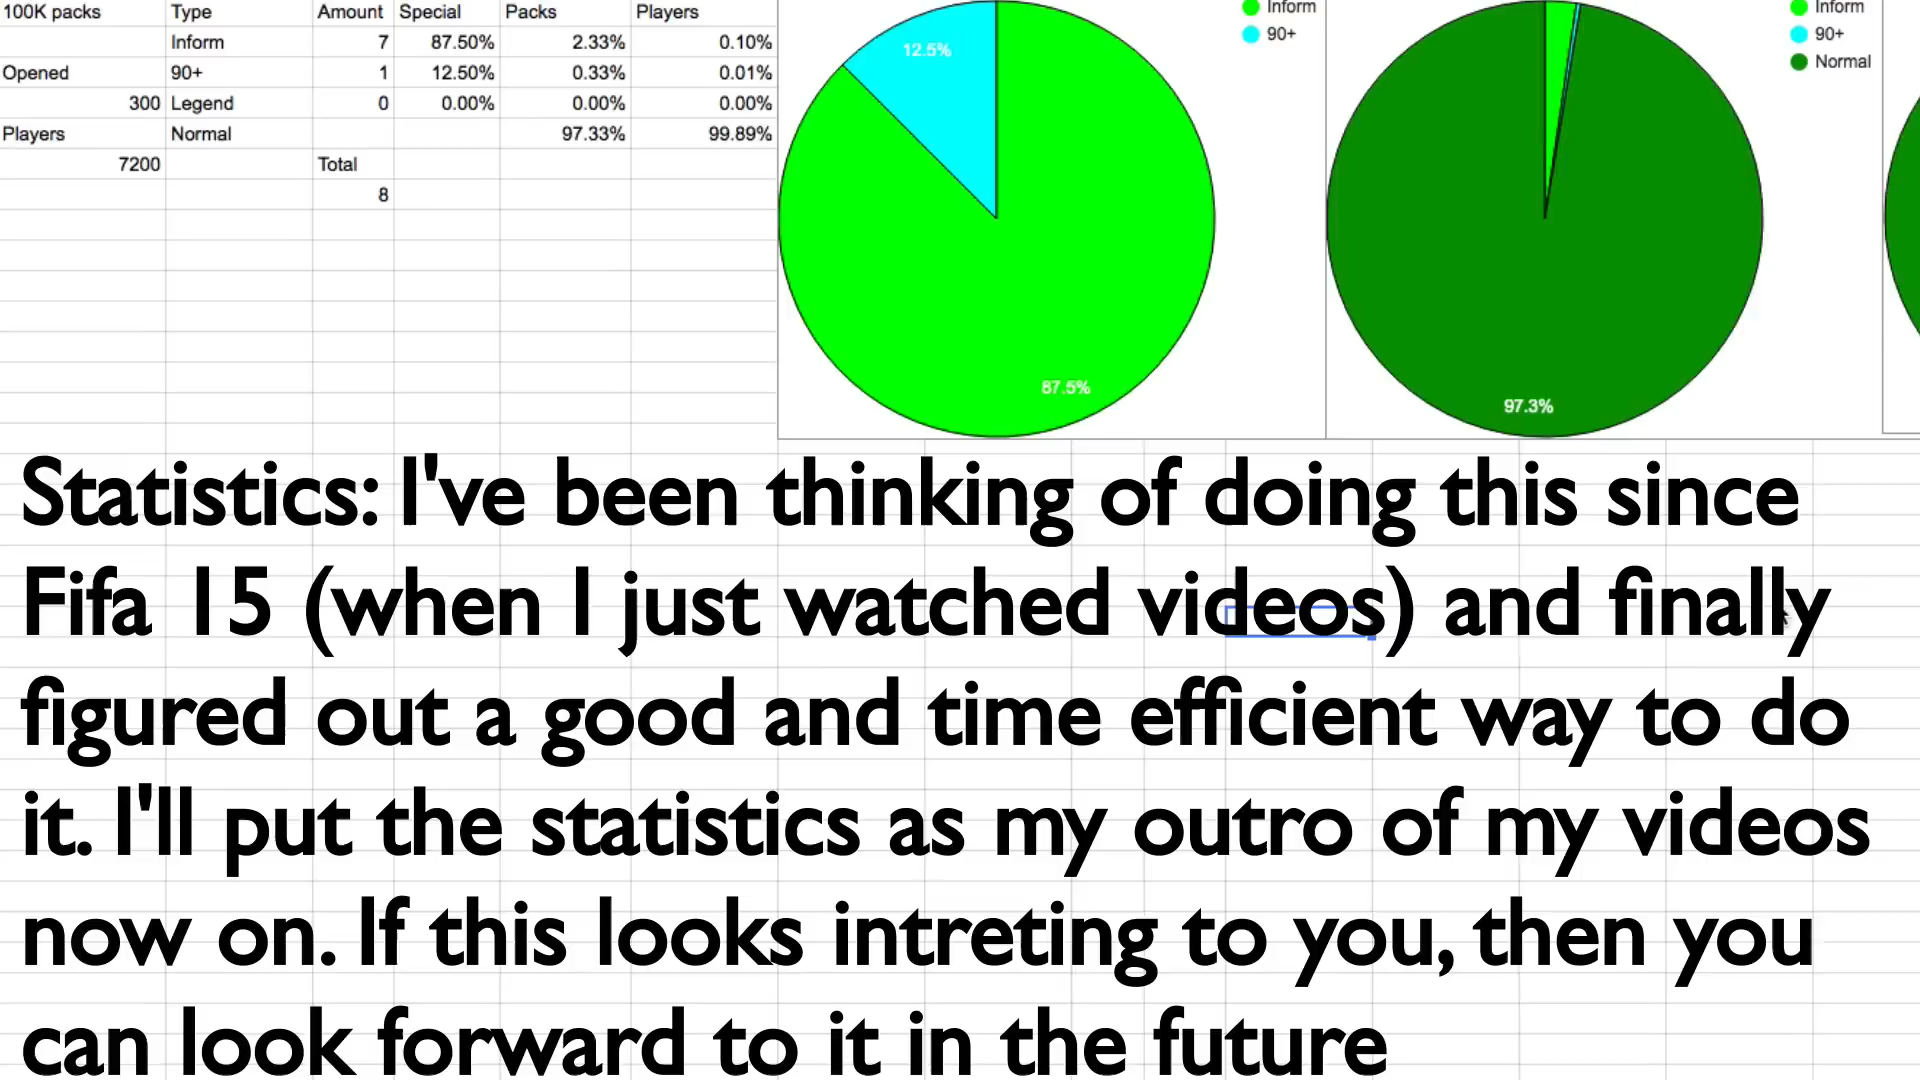 100K packs Type Amount Special Packs Players
Inform 7 87.50% 2.33% 0.10%
Opened 90+ 1 12.50% 0.33% 0.01%
300 Legend 0 0.00% 0.00% 0.00%
Players Normal 97.33% 99.89%
7200 Total
8
12.5%
87.5%
Inform
90+
97.3%
Inform
90+
Normal
Statistics: I've been thinking of doing this since
Fifa 15 (when I just watched videos) and finally
figured out a good and time efficient way to do
it. I'll put the statistics as my outro of my videos
now on. If this looks intreting to you, then you
can look forward to it in the future